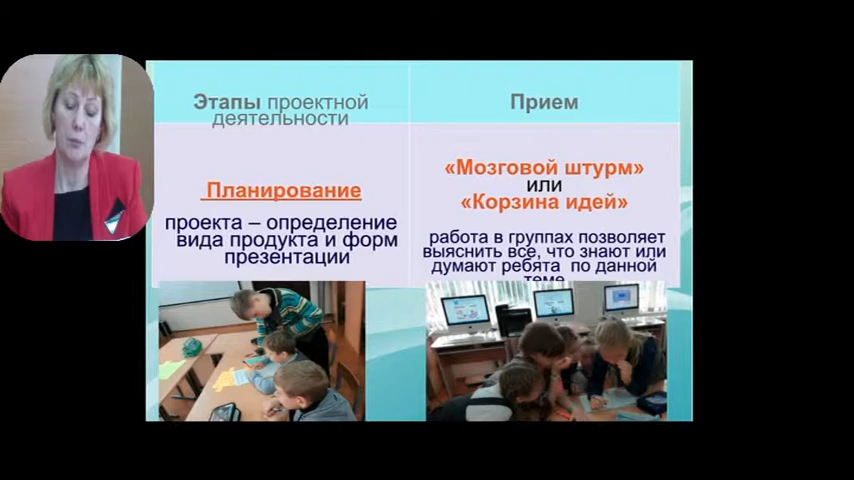 Этапы проектной
деятельности
Прием
Планирование
проекта – определение
вида продукта и форм
презентации
«Мозговой штурм»
или
«Корзина идей»
работа в группах позволяет
выяснить все, что знают или
думают ребята по данной
теме